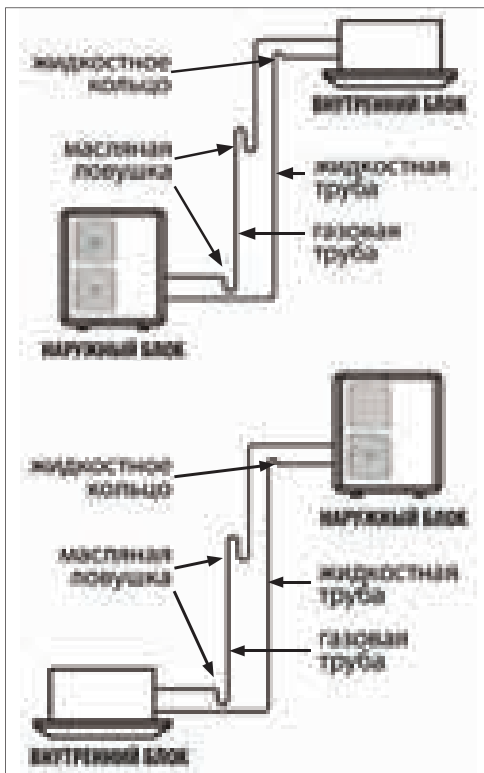 жидкостное
кольцо
ВНУТРЕННИЙ БЛОК
масляная
ловушка
жидкостная
труба
газовая
труба
НАРУЖНЫЙ БЛОК
жидкостное
кольцо
НАРУЖНЫЙ БЛОК
масляная
ловушка
жидкостная
труба
газовая
труба
ВНУТРЕННИЙ БЛОК